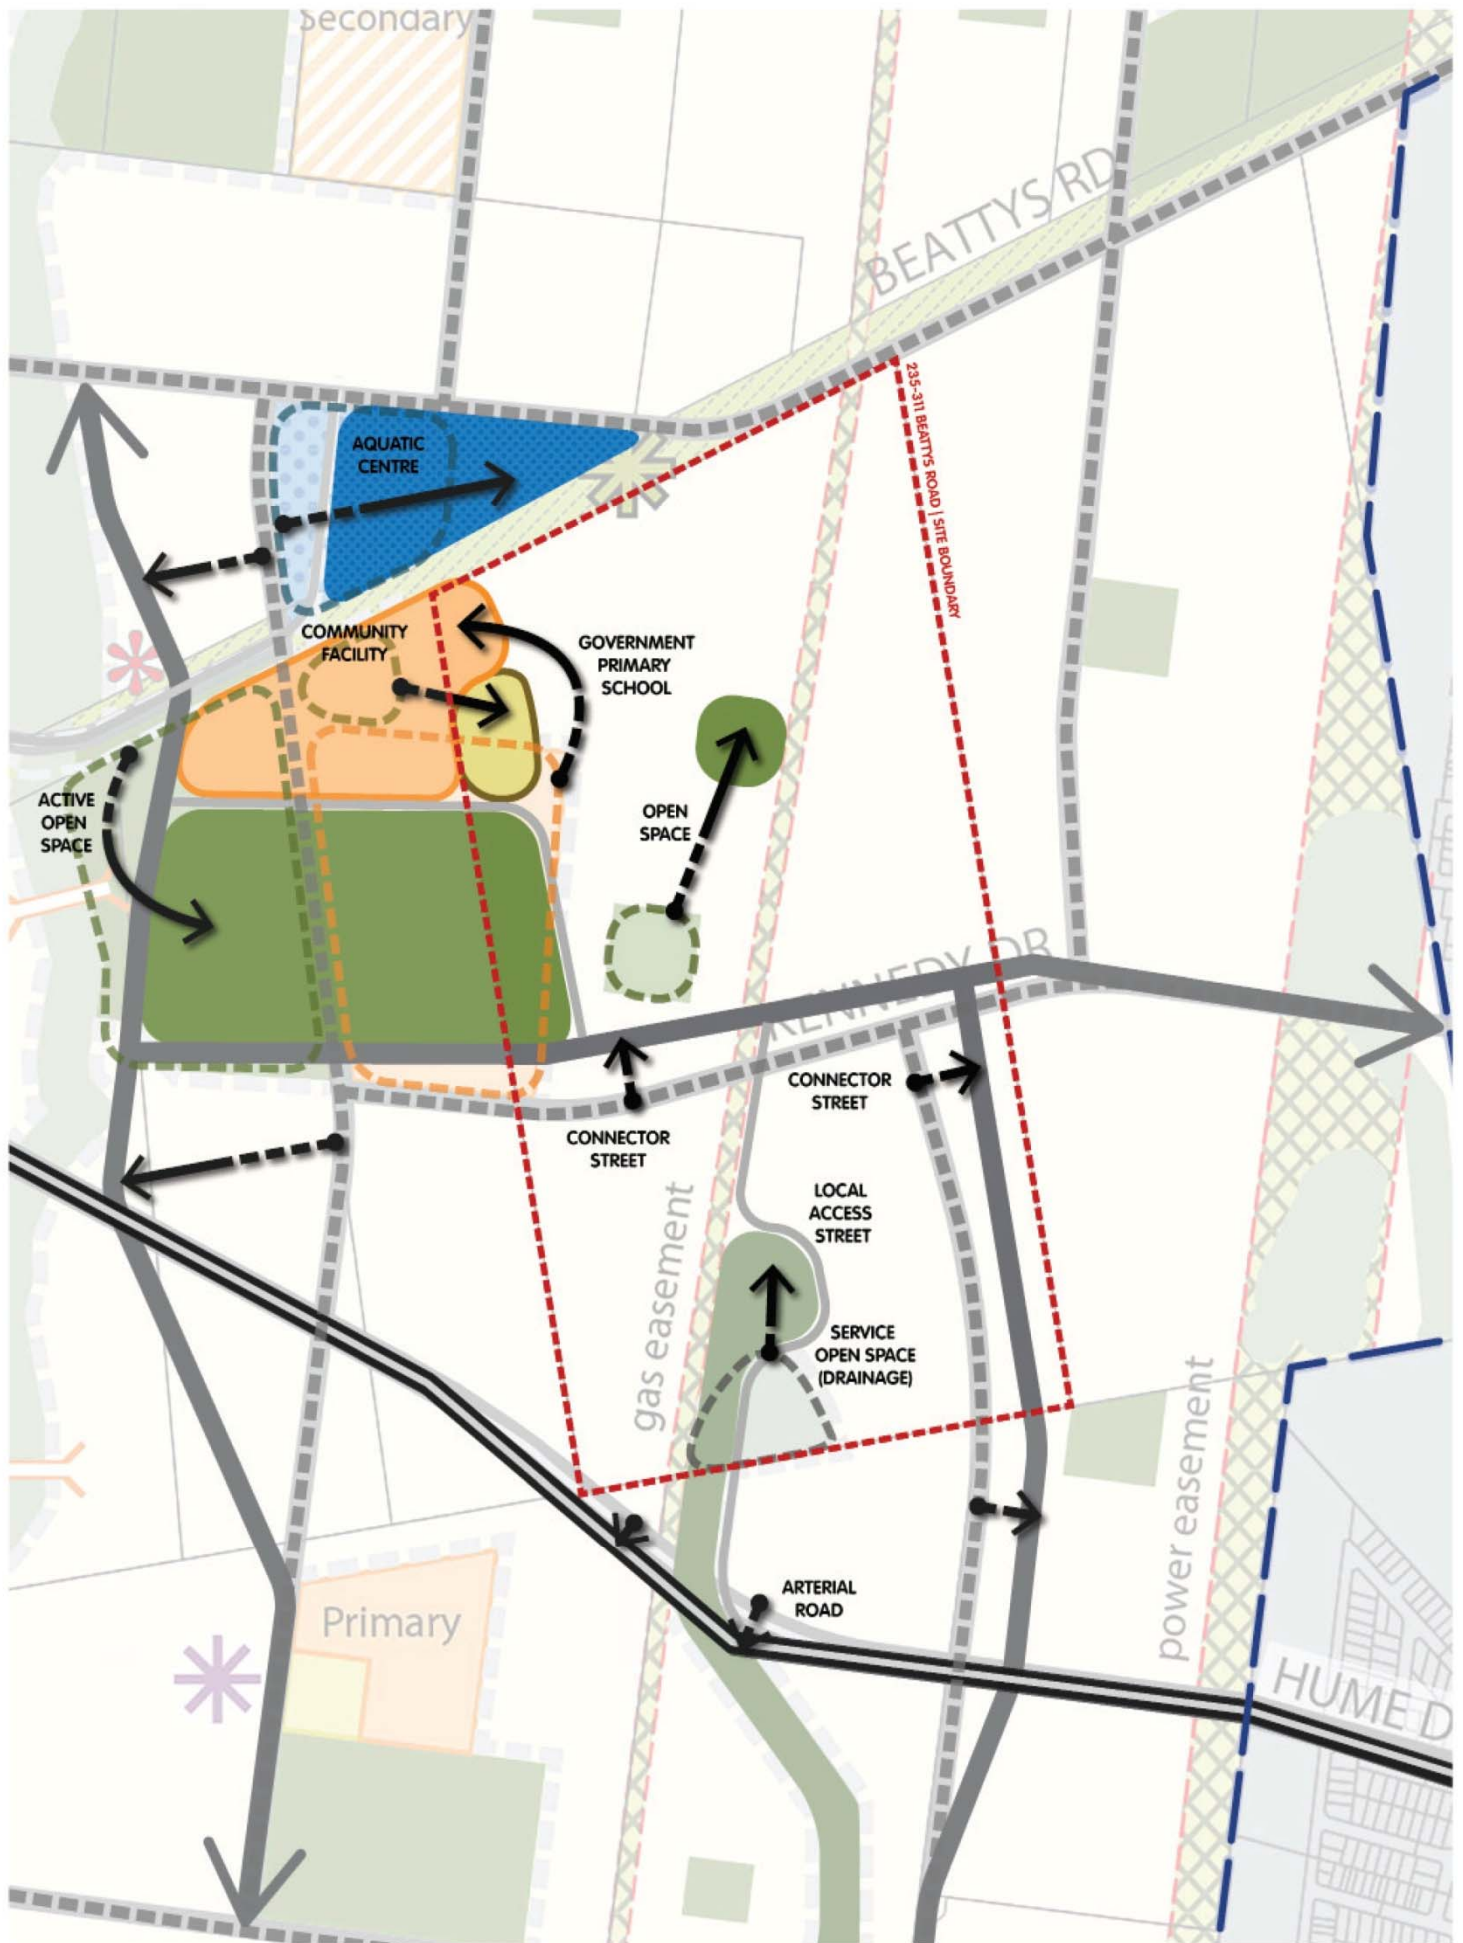 Secondary
BEATTYS RD
235-311 BEATTYS ROAD | SITE BOUNDARY
AQUATIC
CENTRE
COMMUNITY
FACILITY
GOVERNMENT
PRIMARY
SCHOOL
ACTIVE
OPEN
SPACE
OPEN
SPACE
KENNEDY DR
CONNECTOR
STREET
CONNECTOR
STREET
LOCAL
ACCESS
STREET
gas easement
SERVICE
OPEN SPACE
(DRAINAGE)
power easement
ARTERIAL
ROAD
Primary
HUME D